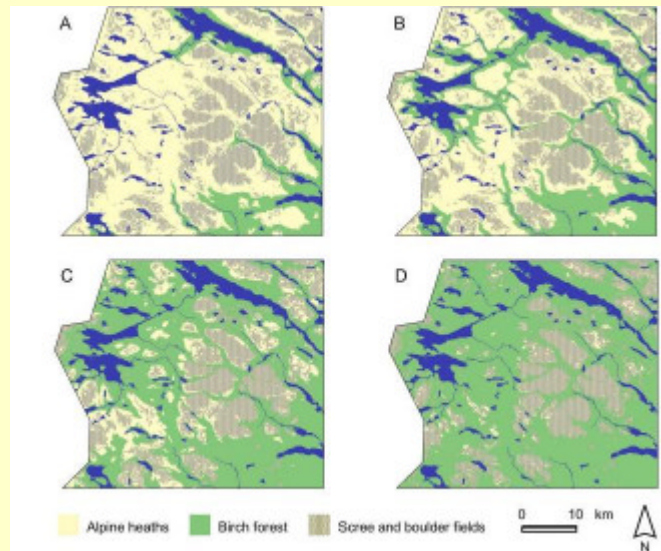 A
B
C
D
Alpine heaths Birch forest Scree and boulder fields 0 10 km
N